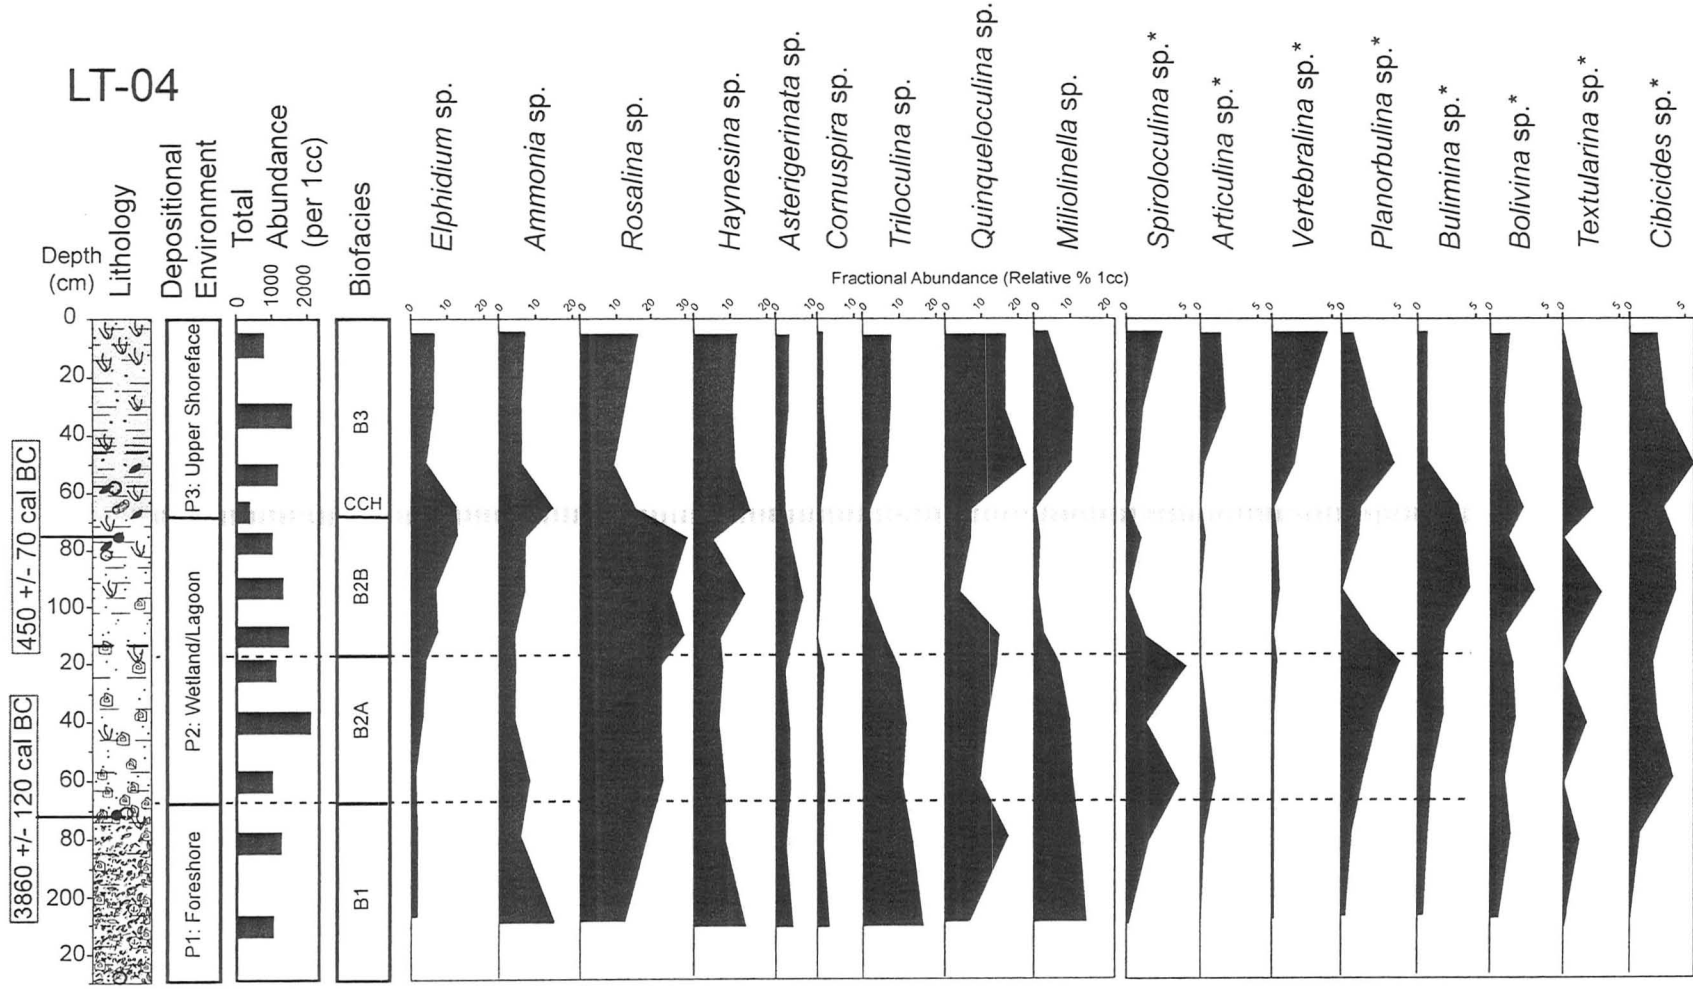 LT-04
Depth
(cm)
Lithology
Depositional
Environment
Total
Abundance
(per 1cc)
Biofacies
Elphidium sp.
Ammonia sp.
Rosalina sp.
Haynesina sp.
Asterigerinata sp.
Cornuspira sp.
Triloculina sp.
Quinqueloculina sp.
Miliolinella sp.
Spiroloculina sp.*
Articulina sp.*
Vertebralina sp.*
Planorbulina sp.*
Bulimina sp.*
Bolivina sp.*
Textularina sp.*
Cibicides sp.*
Fractional Abundance (Relative % 1cc)
0 1000 2000
0 10 20
0 10 20
0 10 20 30
0 10 20
0 10
0 10
0 10 20
0 10 20
0 10 20
0 5
0 5
0 5
0 5
0 5
0 5
0 5
0 5
0
20
40
60
80
100
20
40
60
80
200
20
450 +/- 70 cal BC
3860 +/- 120 cal BC
P3: Upper Shoreface
P2: Wetland/Lagoon
P1: Foreshore
B3
CCH
B2B
B2A
B1